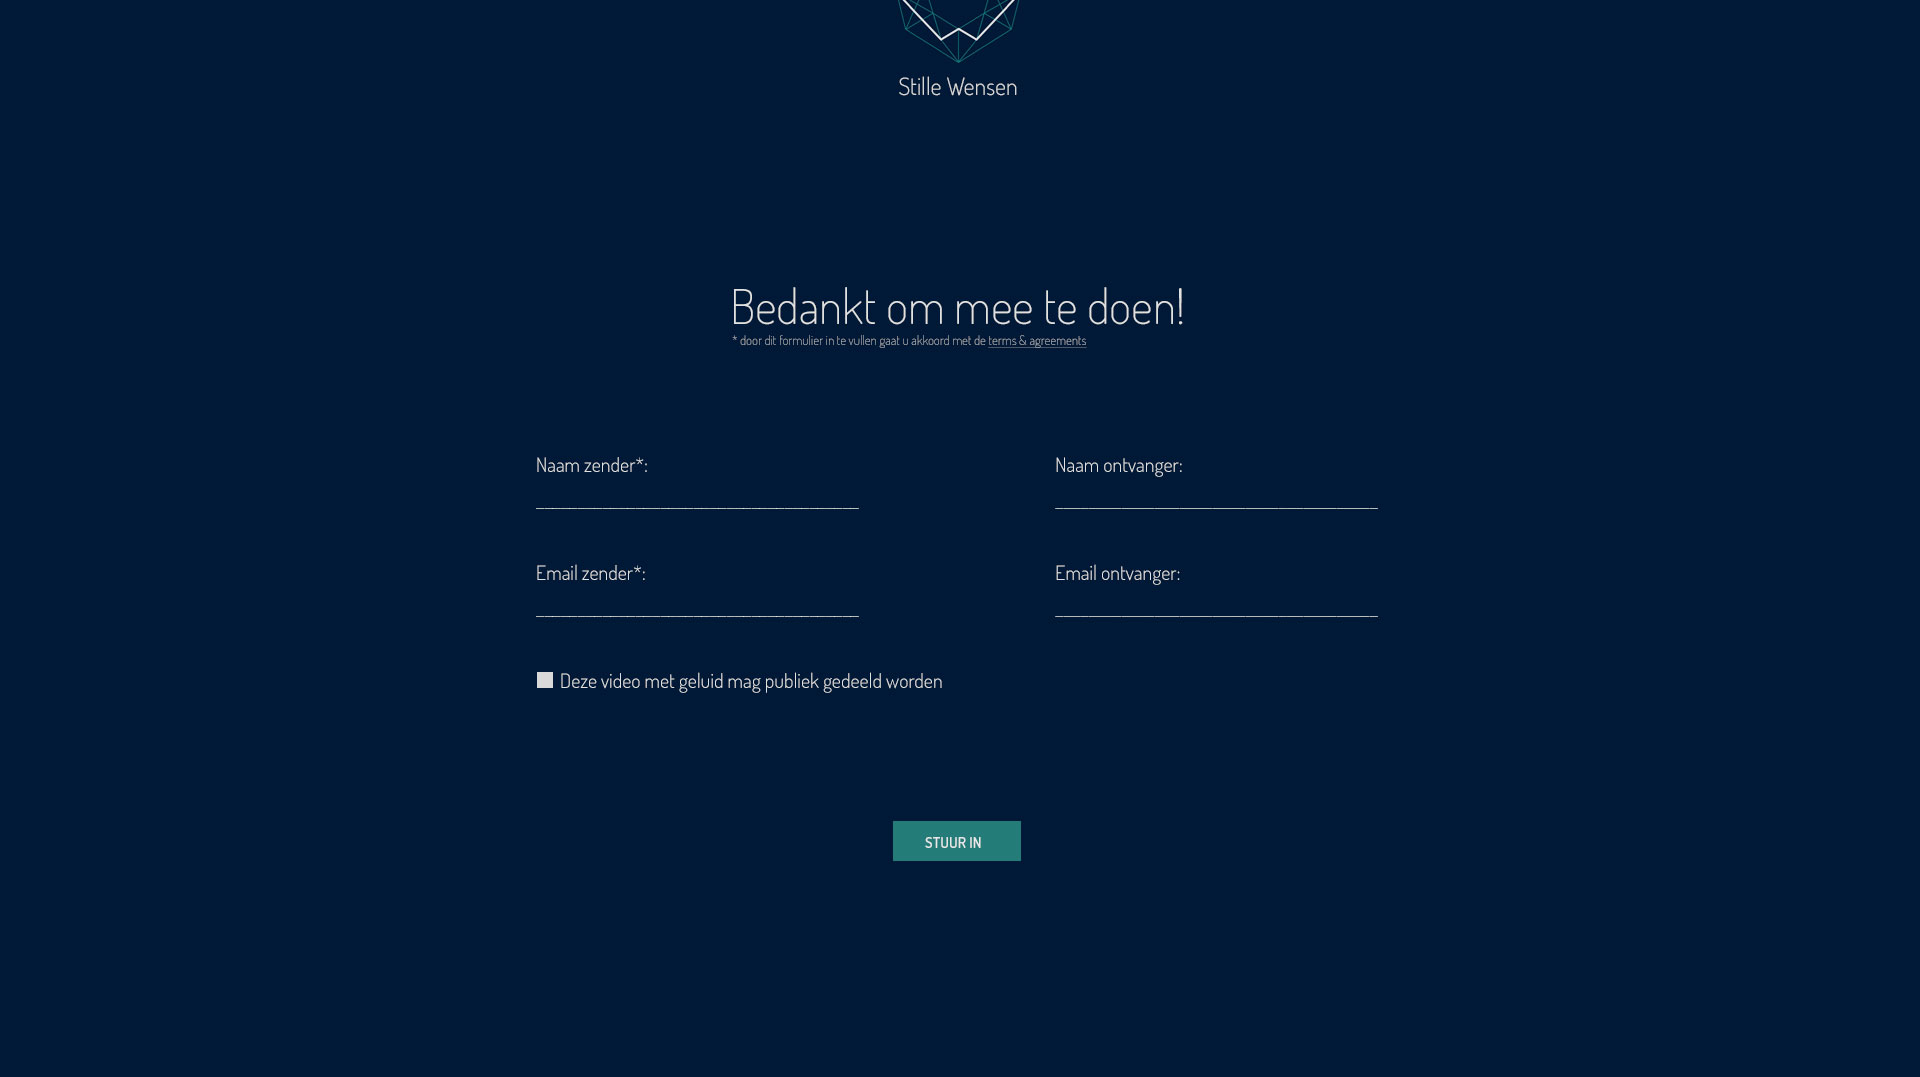 Stille Wensen
Bedankt om mee te doen!
* door dit formulier in te vullen gaat u akkoord met de terms & agreements
Naam zender*:
Naam ontvanger:
Email zender*:
Email ontvanger:
Deze video met geluid mag publiek gedeeld worden
STUUR IN